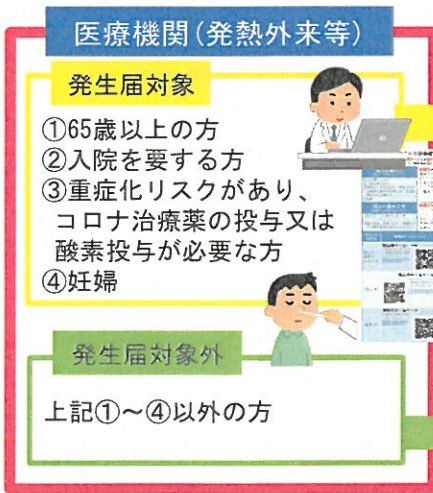 医療機関(発熱外来等)
発生届対象
①65歳以上の方
②入院を要する方
③重症化リスクがあり、
コロナ治療薬の投与又は
酸素投与が必要な方
④妊婦
発生届対象外
上記①～④以外の方